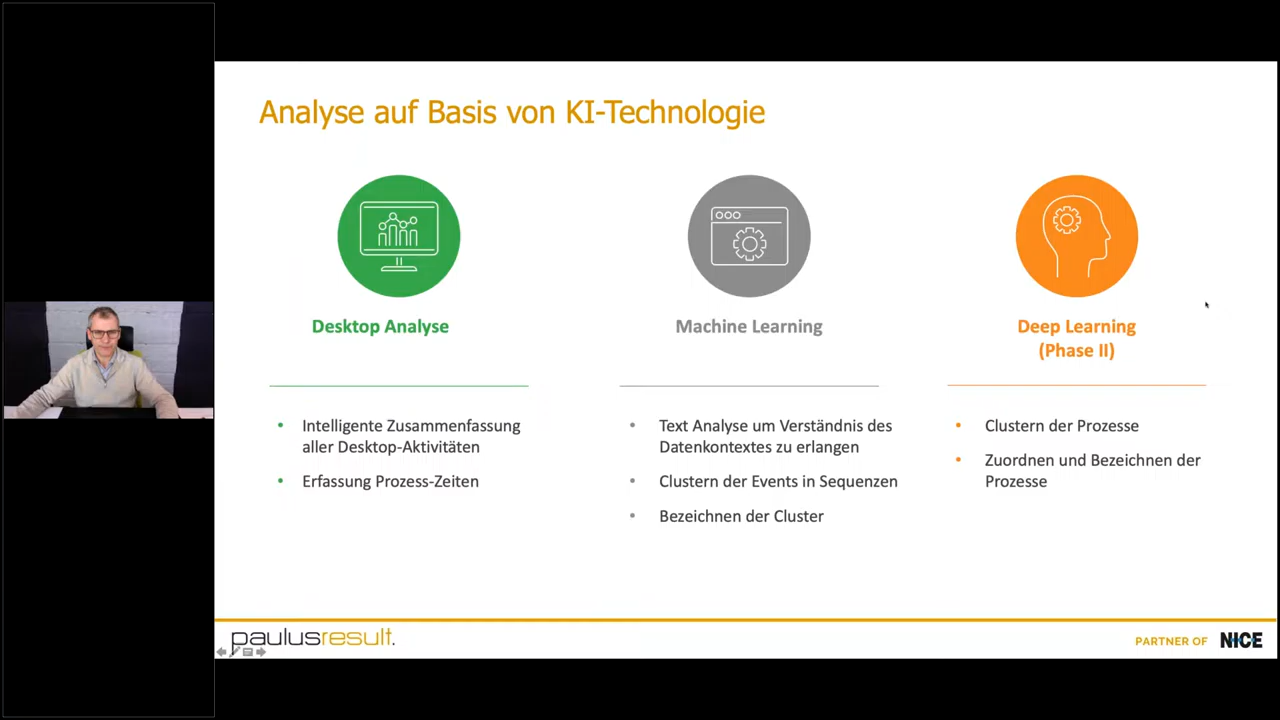 Analyse auf Basis von KI-Technologie
Desktop Analyse
• Intelligente Zusammenfassung
aller Desktop-Aktivitäten
• Erfassung Prozess-Zeiten
Machine Learning
• Text Analyse um Verständnis des
Datenkontextes zu erlangen
• Clustern der Events in Sequenzen
• Bezeichnen der Cluster
Deep Learning
(Phase II)
• Clustern der Prozesse
• Zuordnen und Bezeichnen der
Prozesse
paulusresult.
PARTNER OF NICE